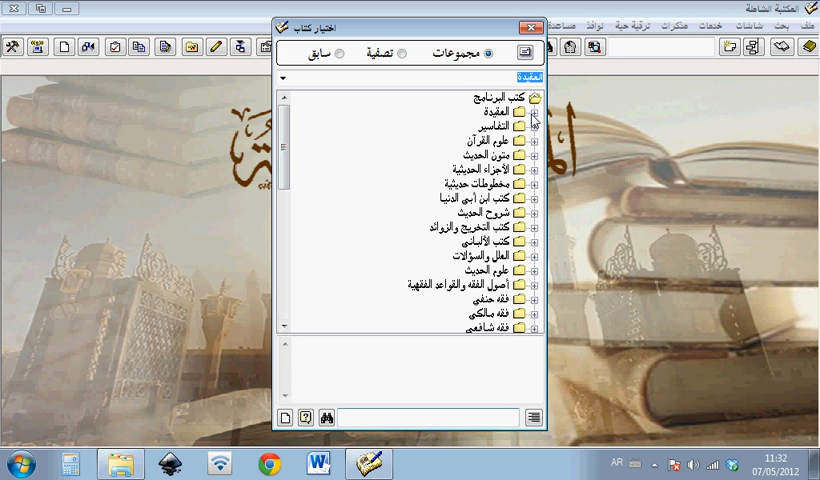 المكتبة الشاملة
ملف بحث شاشات خدمات مذكرات ترقية حية نوافذ مساعدة
اختيار كتاب
مجموعات تصفية سابق
العقيدة
كتب البرنامج
العقيدة
التفاسير
علوم القرآن
متون الحديث
الأجزاء الحديثية
مخطوطات حديثية
كتب ابن أبي الدنيا
شروح الحديث
كتب التخريج والزوائد
كتب الألباني
العلل والسؤالات
علوم الحديث
أصول الفقه والقواعد الفقهية
فقه حنفي
فقه مالكي
فقه شافعي
AR
11:32
07/05/2012